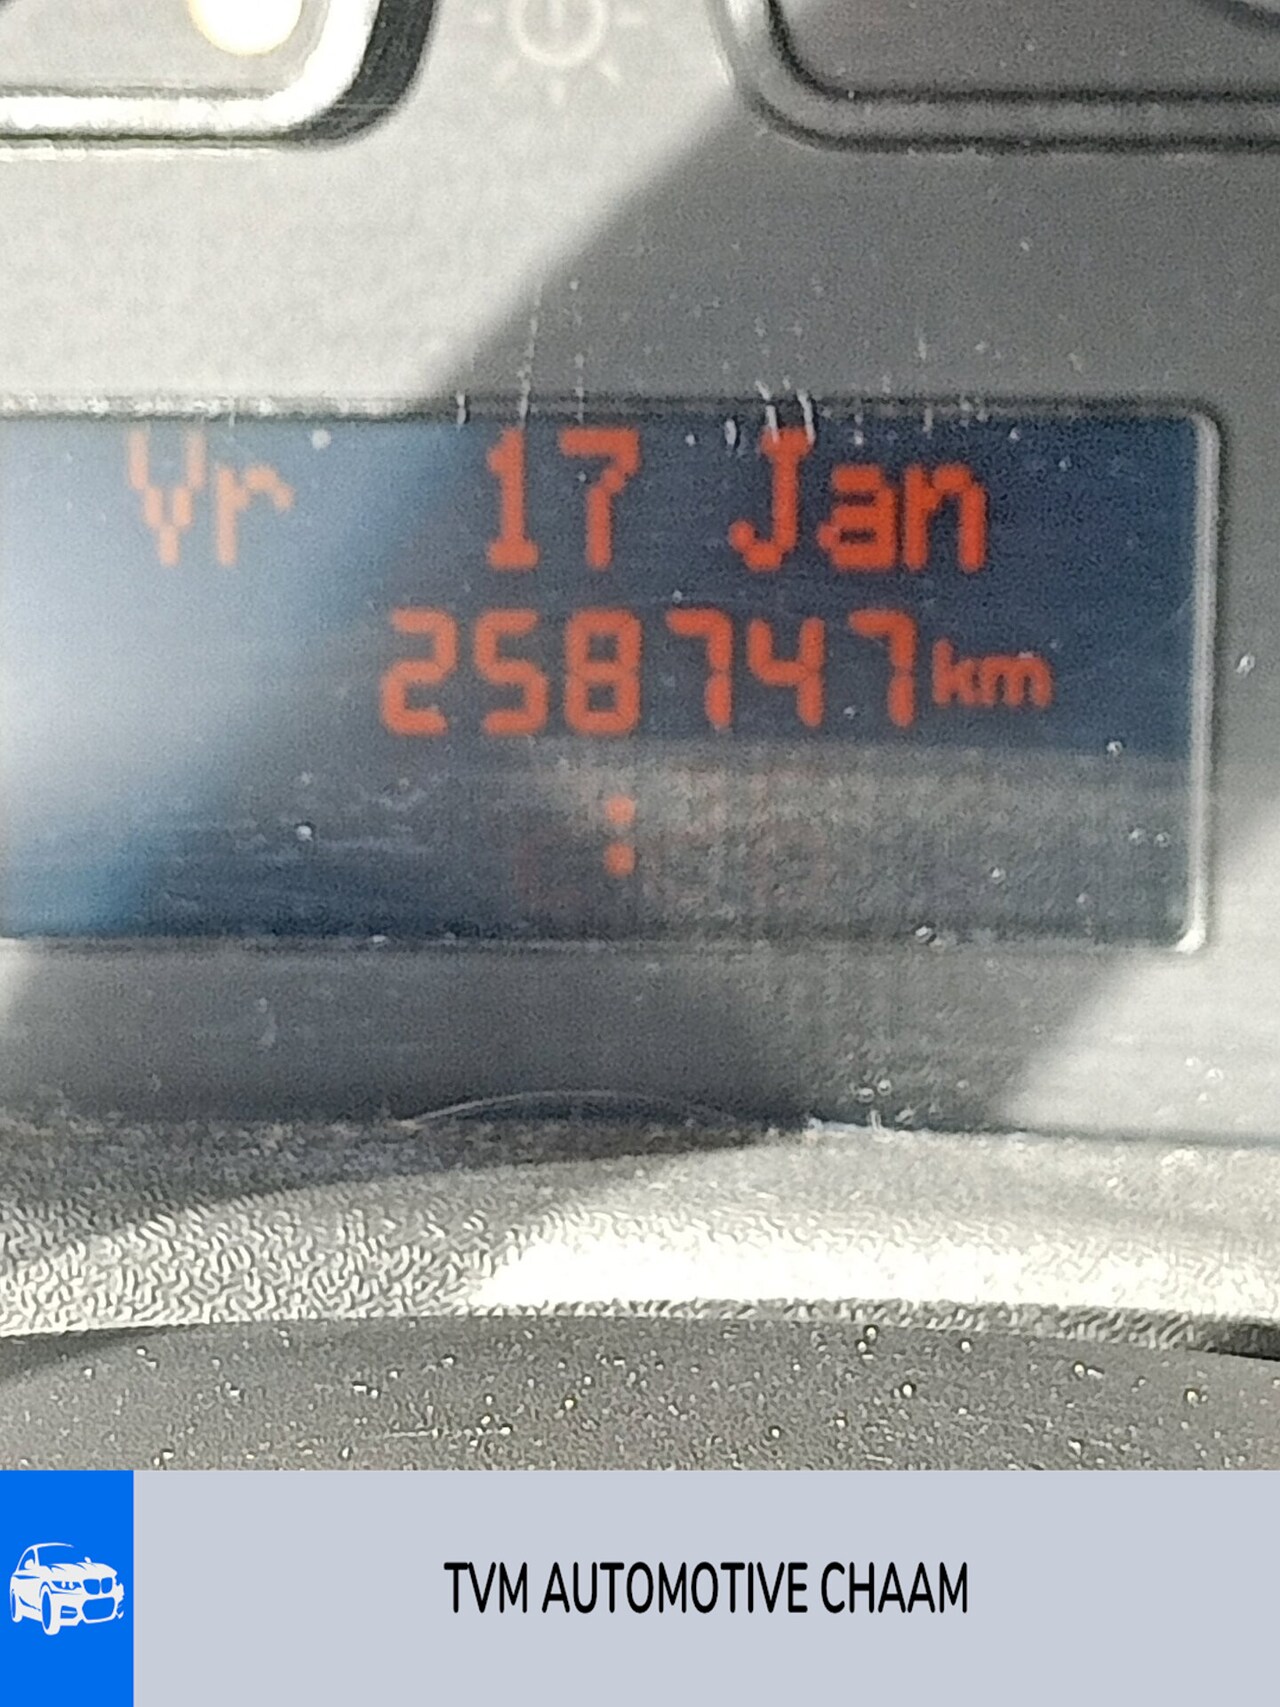 Vr 17 Jan
258747km
:
TVM AUTOMOTIVE CHAAM